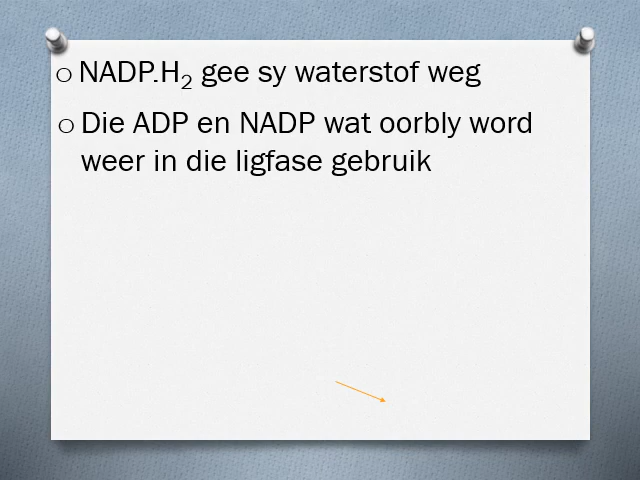 o NADP.H₂ gee sy waterstof weg
o Die ADP en NADP wat oorbly word
weer in die ligfase gebruik